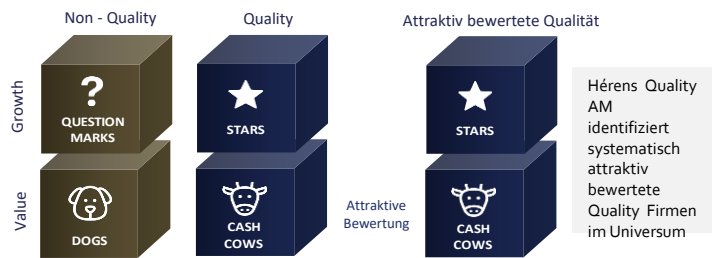 Non - Quality
Quality
Attraktiv bewertete Qualität
Growth
?
QUESTION
MARKS
STARS
STARS
Value
DOGS
CASH
COWS
Attraktive
Bewertung
CASH
COWS
Hérens Quality
AM
identifiziert
systematisch
attraktiv
bewertete
Quality Firmen
im Universum